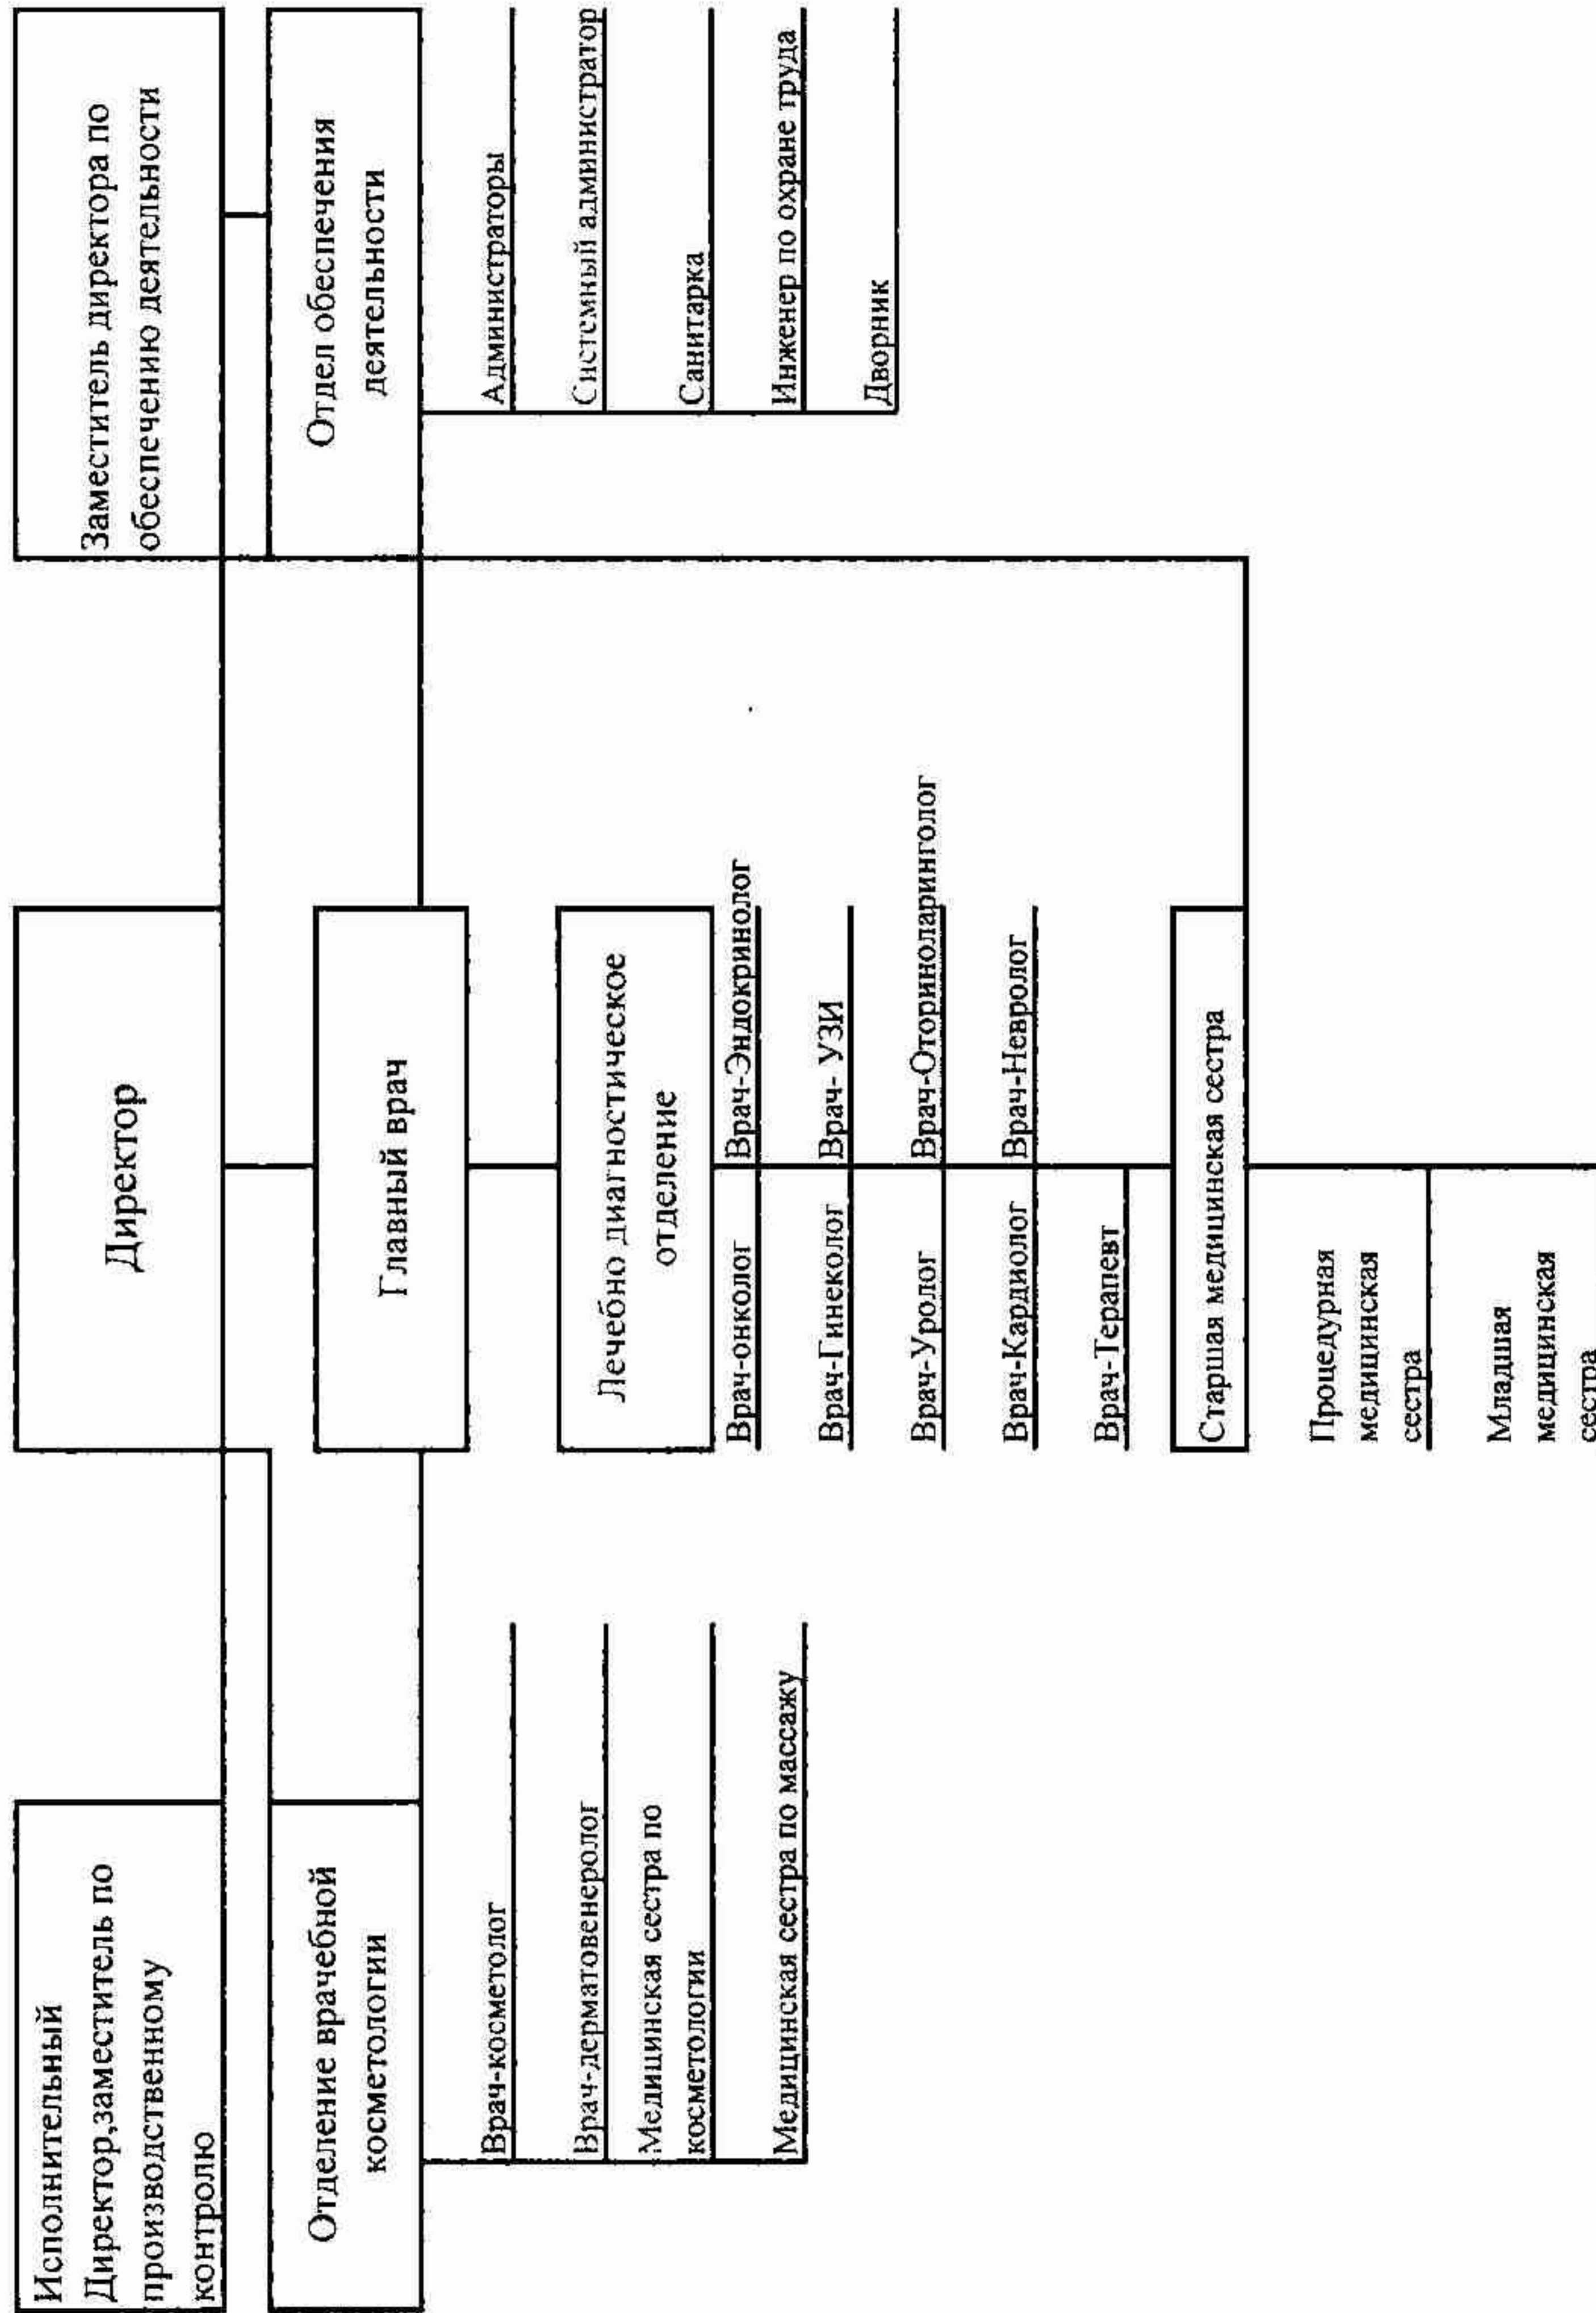 Исполнительный
Директор,заместитель по
производственному
контролю
Директор
Заместитель директора по
обеспечению деятельности
Отделение врачебной
косметологии
Главный врач
Отдел обеспечения
деятельности
Врач-косметолог
Врач-дерматовенеролог
Медицинская сестра по
косметологии
Медицинская сестра по массажу
Лечебно диагностическое
отделение
Врач-онколог
Врач-Эндокринолог
Врач-Гинеколог
Врач- УЗИ
Врач-Уролог
Врач-Оториноларинголог
Врач-Кардиолог
Врач-Невролог
Врач-Терапевт
Старшая медицинская сестра
Процедурная
медицинская
сестра
Младшая
медицинская
сестра
Администраторы
Системный администратор
Санитарка
Инженер по охране труда
Дворник